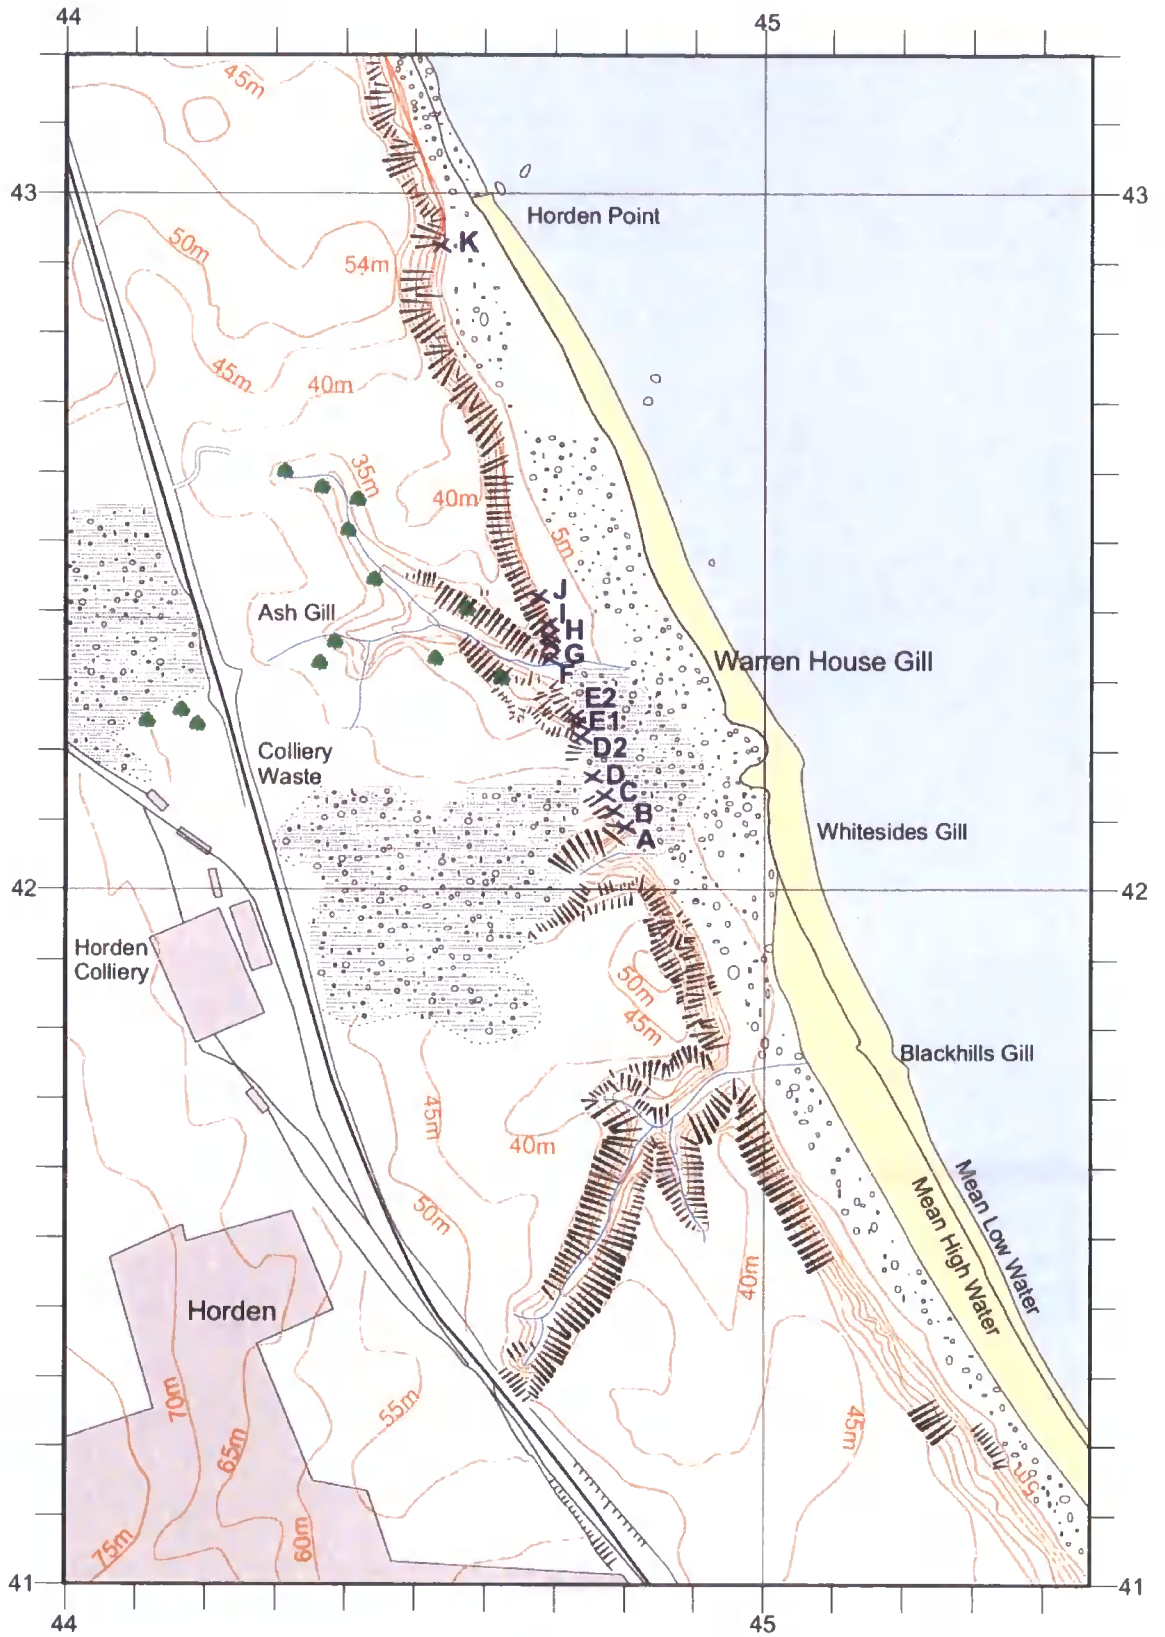 44
45
45m
43
43
Horden Point
K
50m
54m
45m
40m
35m
40m
5m
J
I
Ash Gill
H
G
Warren House Gill
F
E2
E1
Colliery
Waste
D2
D
C
B
Whitesides Gill
A
42
42
Horden
Colliery
50m
45m
Blackhills Gill
45m
40m
Mean Low Water
Mean High Water
50m
40m
Horden
70m
55m
65m
45m
5m
75m
60m
41
41
44
45